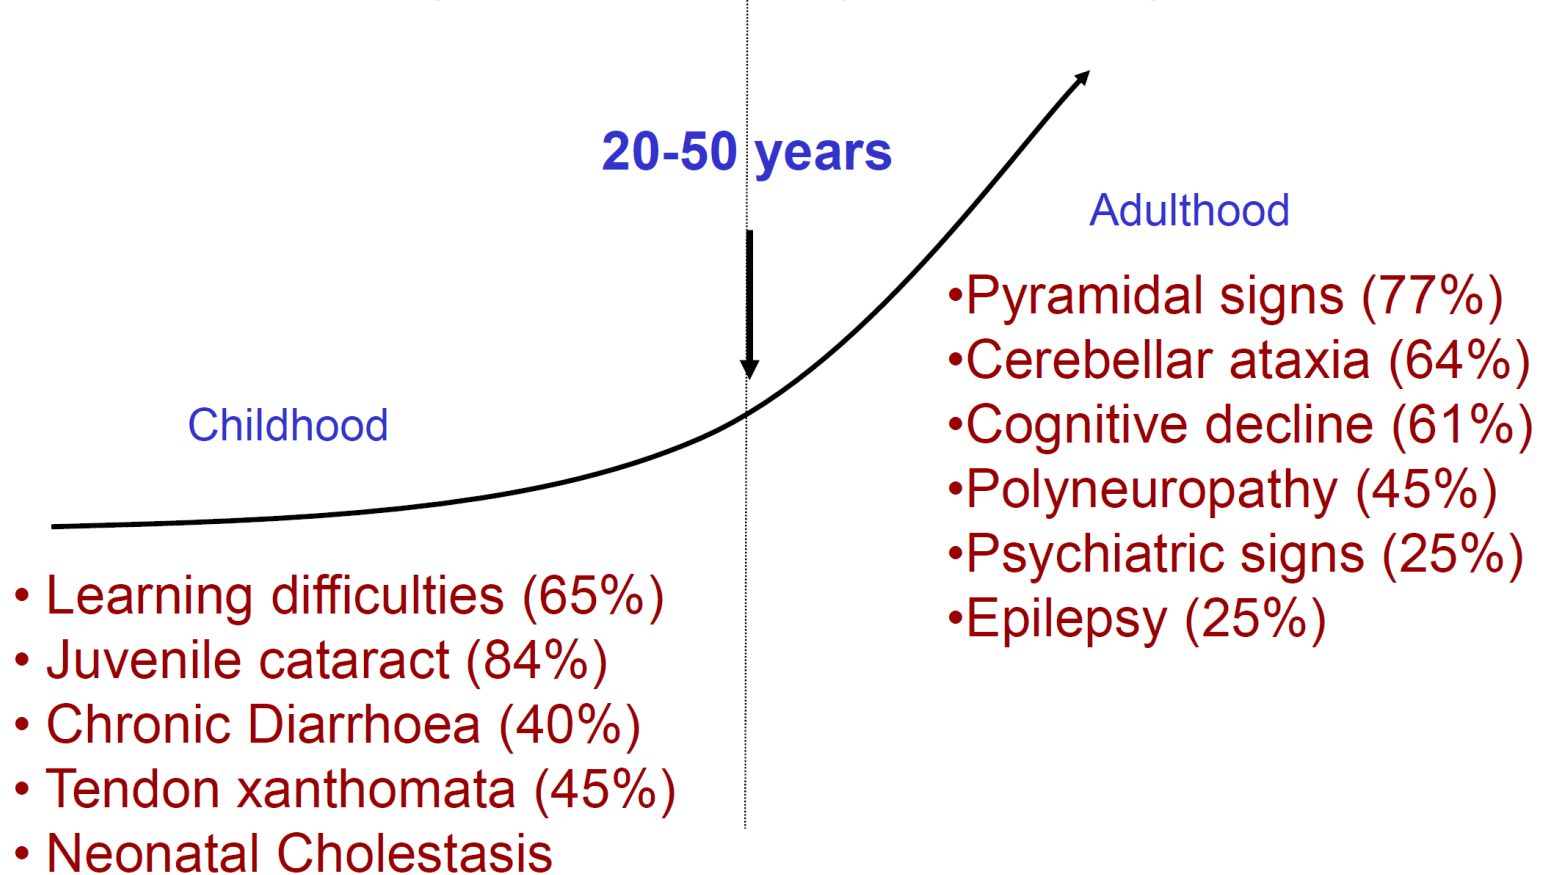 20-50 years
Adulthood
•Pyramidal signs (77%)
•Cerebellar ataxia (64%)
•Cognitive decline (61%)
•Polyneuropathy (45%)
•Psychiatric signs (25%)
•Epilepsy (25%)
Childhood
• Learning difficulties (65%)
• Juvenile cataract (84%)
• Chronic Diarrhoea (40%)
• Tendon xanthomata (45%)
• Neonatal Cholestasis